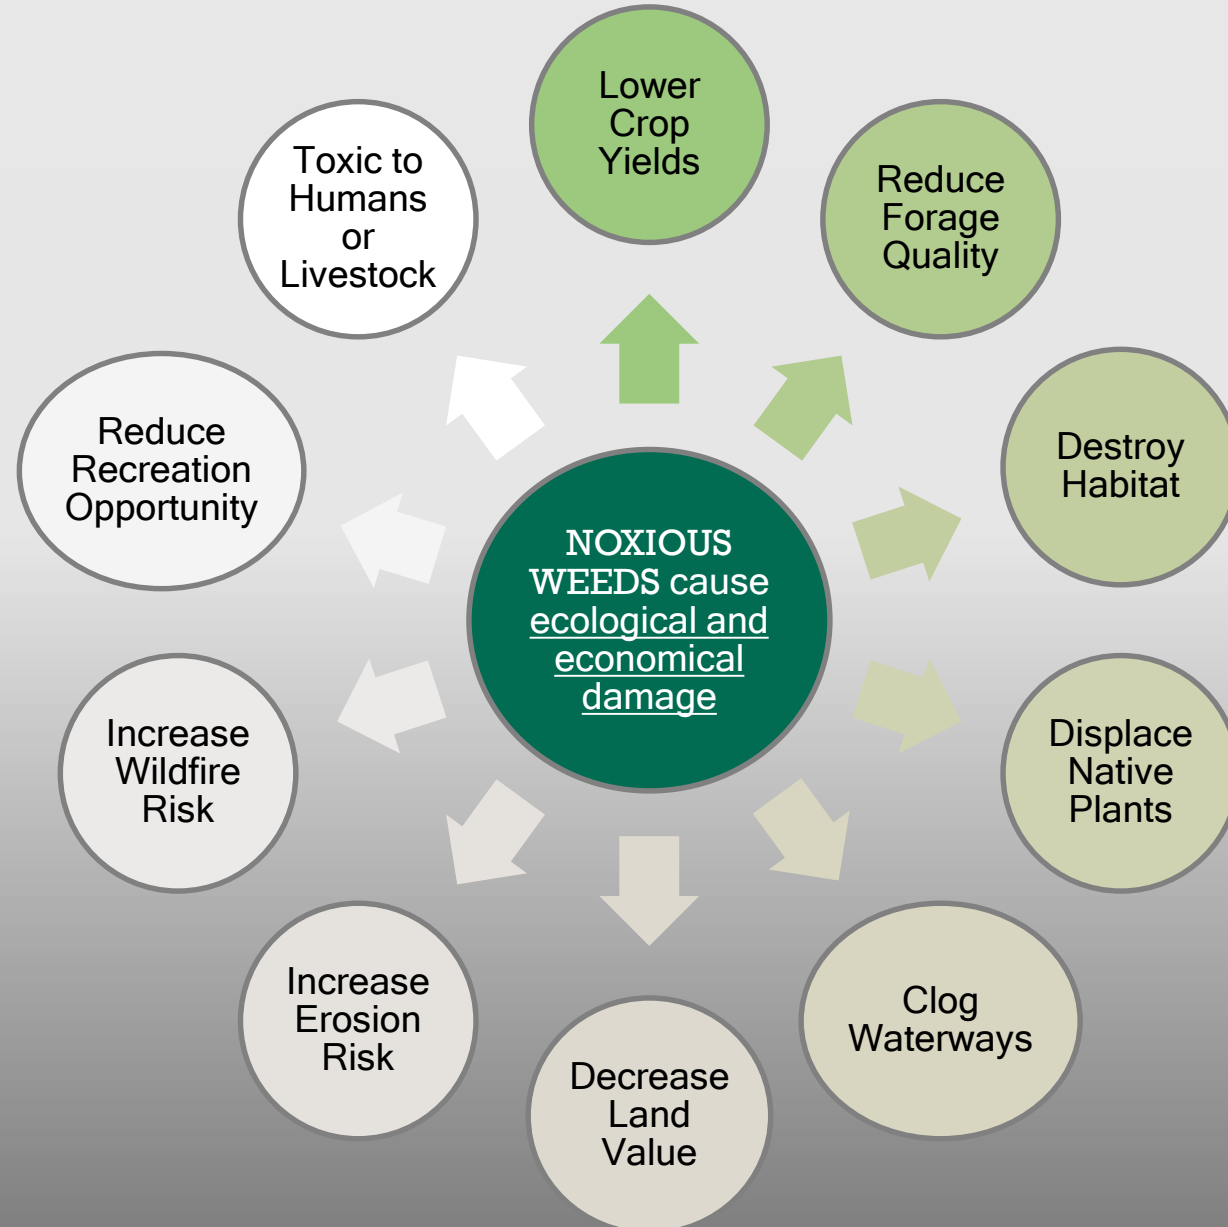 Lower
Crop
Yields
Reduce
Forage
Quality
Destroy
Habitat
Displace
Native
Plants
Clog
Waterways
Decrease
Land
Value
Increase
Erosion
Risk
Increase
Wildfire
Risk
Reduce
Recreation
Opportunity
Toxic to
Humans
or
Livestock
NOXIOUS
WEEDS cause
ecological and
economical
damage